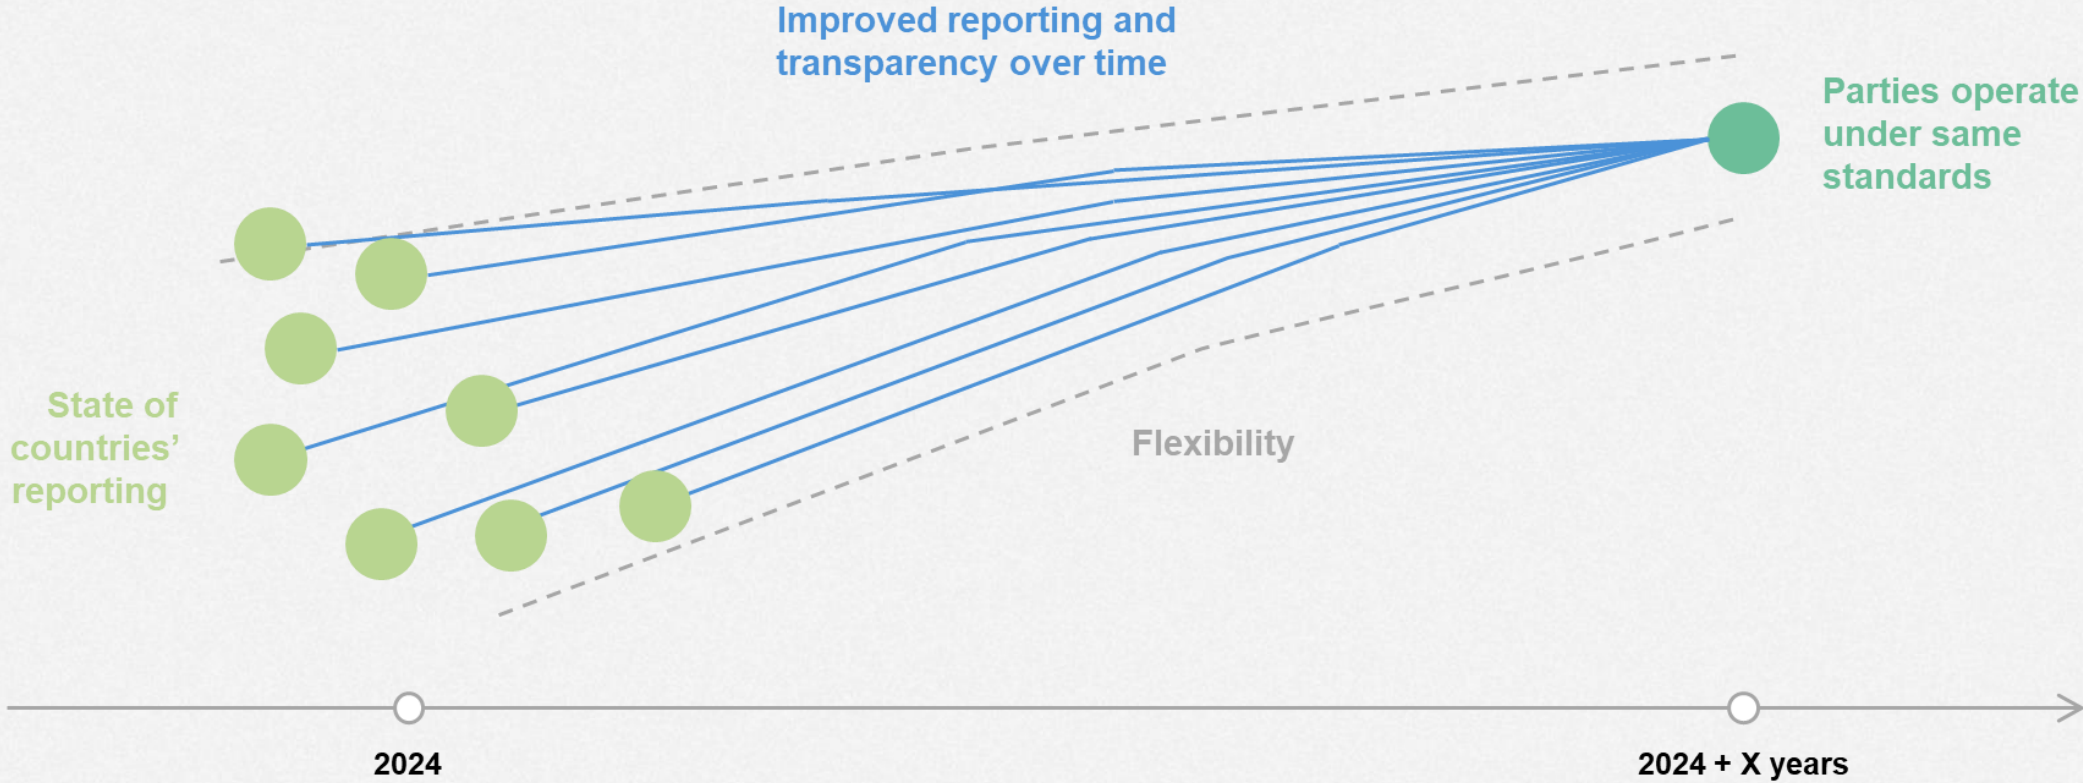 Improved reporting and
transparency over time
Parties operate
under same
standards
State of
countries’
reporting
Flexibility
2024
2024 + X years